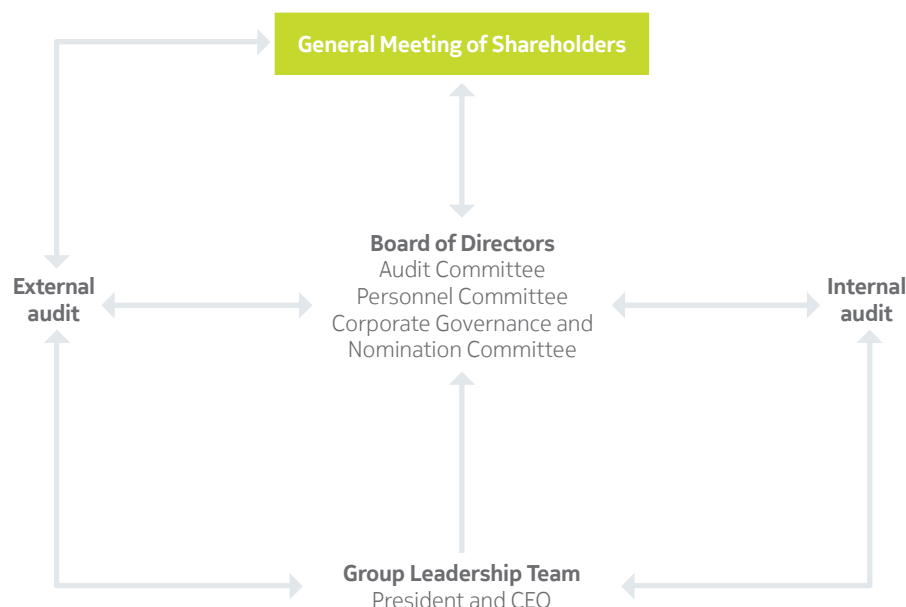 General Meeting of Shareholders
Board of Directors
Audit Committee
Personnel Committee
Corporate Governance and
Nomination Committee
External
audit
Internal
audit
Group Leadership Team
President and CEO